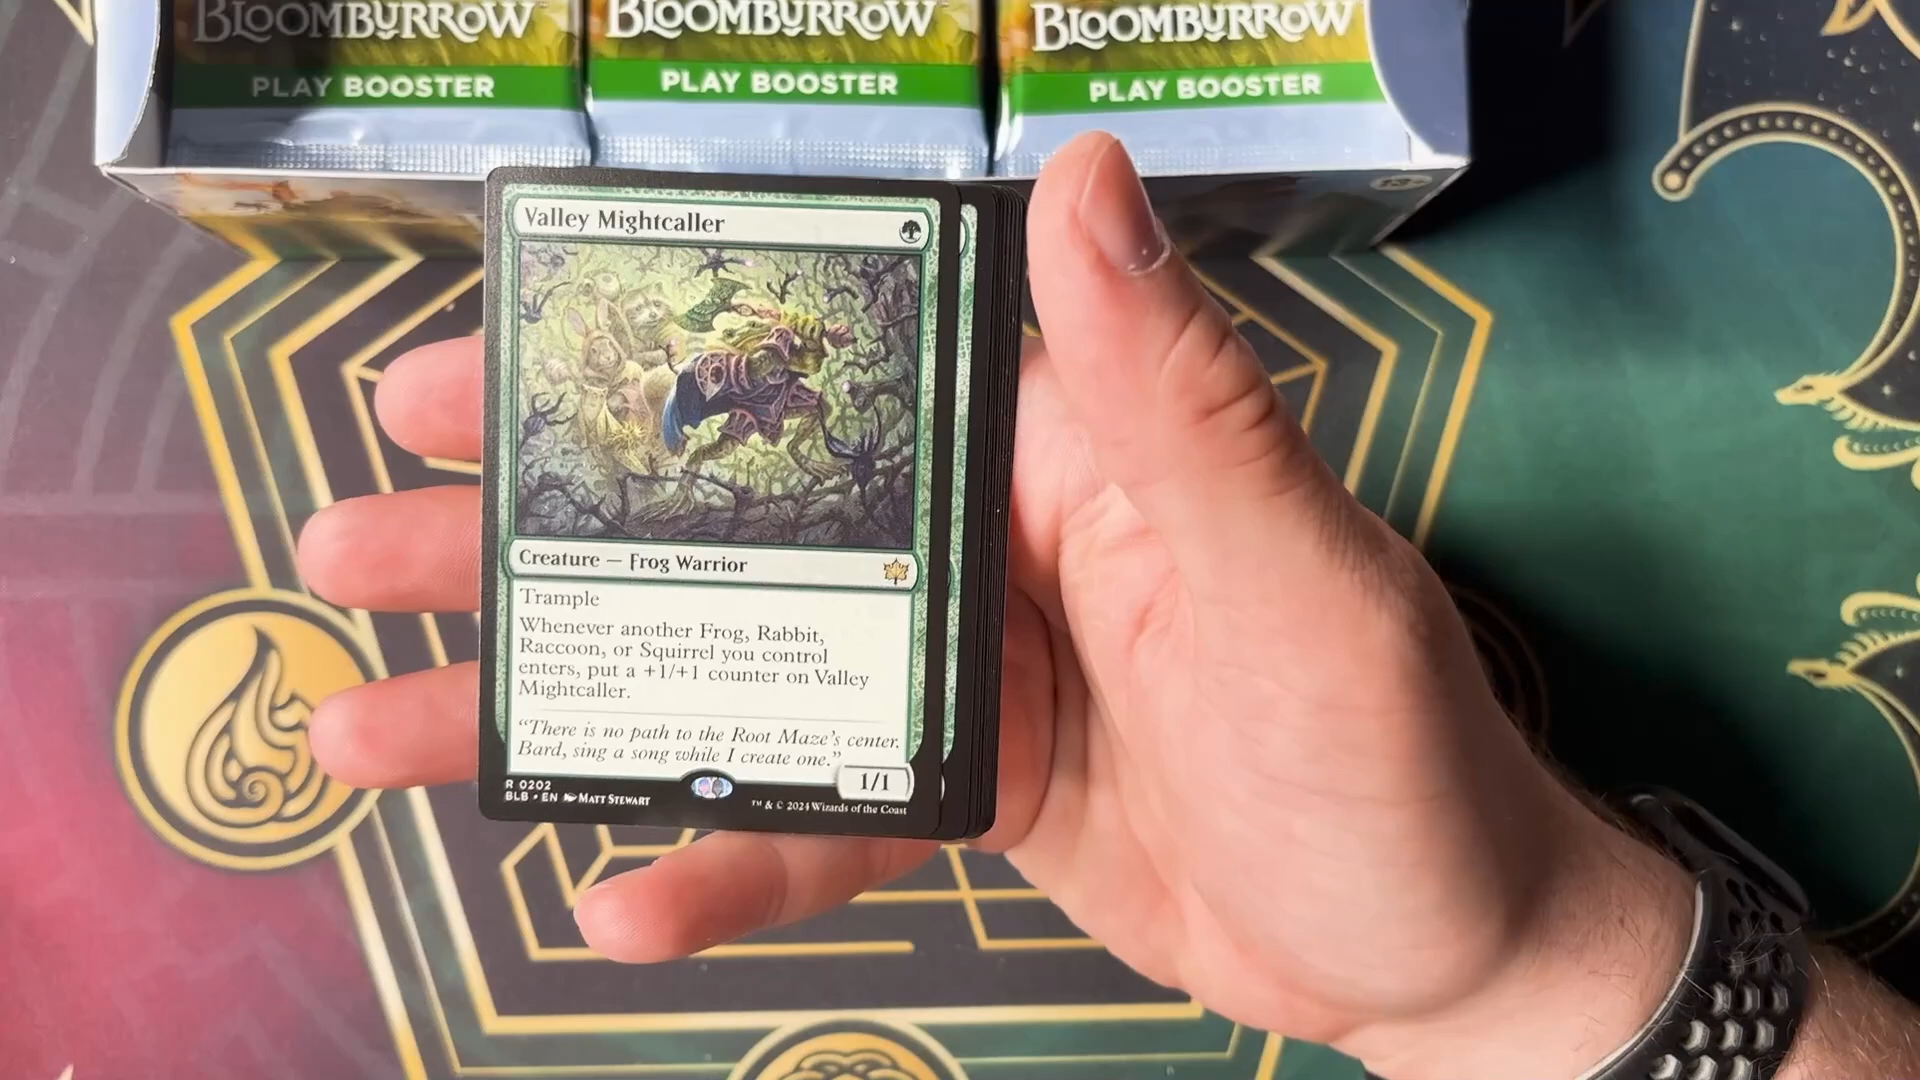 BLOOMBURROW
BLOOMBURROW
BLOOMBURROW
PLAY BOOSTER
PLAY BOOSTER
PLAY BOOSTER
Valley Mightcaller
Creature — Frog Warrior
Trample
Whenever another Frog, Rabbit,
Raccoon, or Squirrel you control
enters, put a +1/+1 counter on Valley
Mightcaller.
“There is no path to the Root Maze's center.
Bard, sing a song while I create one.”
1/1
R 0202
BLB • EN MATT STEWART
™ & © 2024 Wizards of the Coast